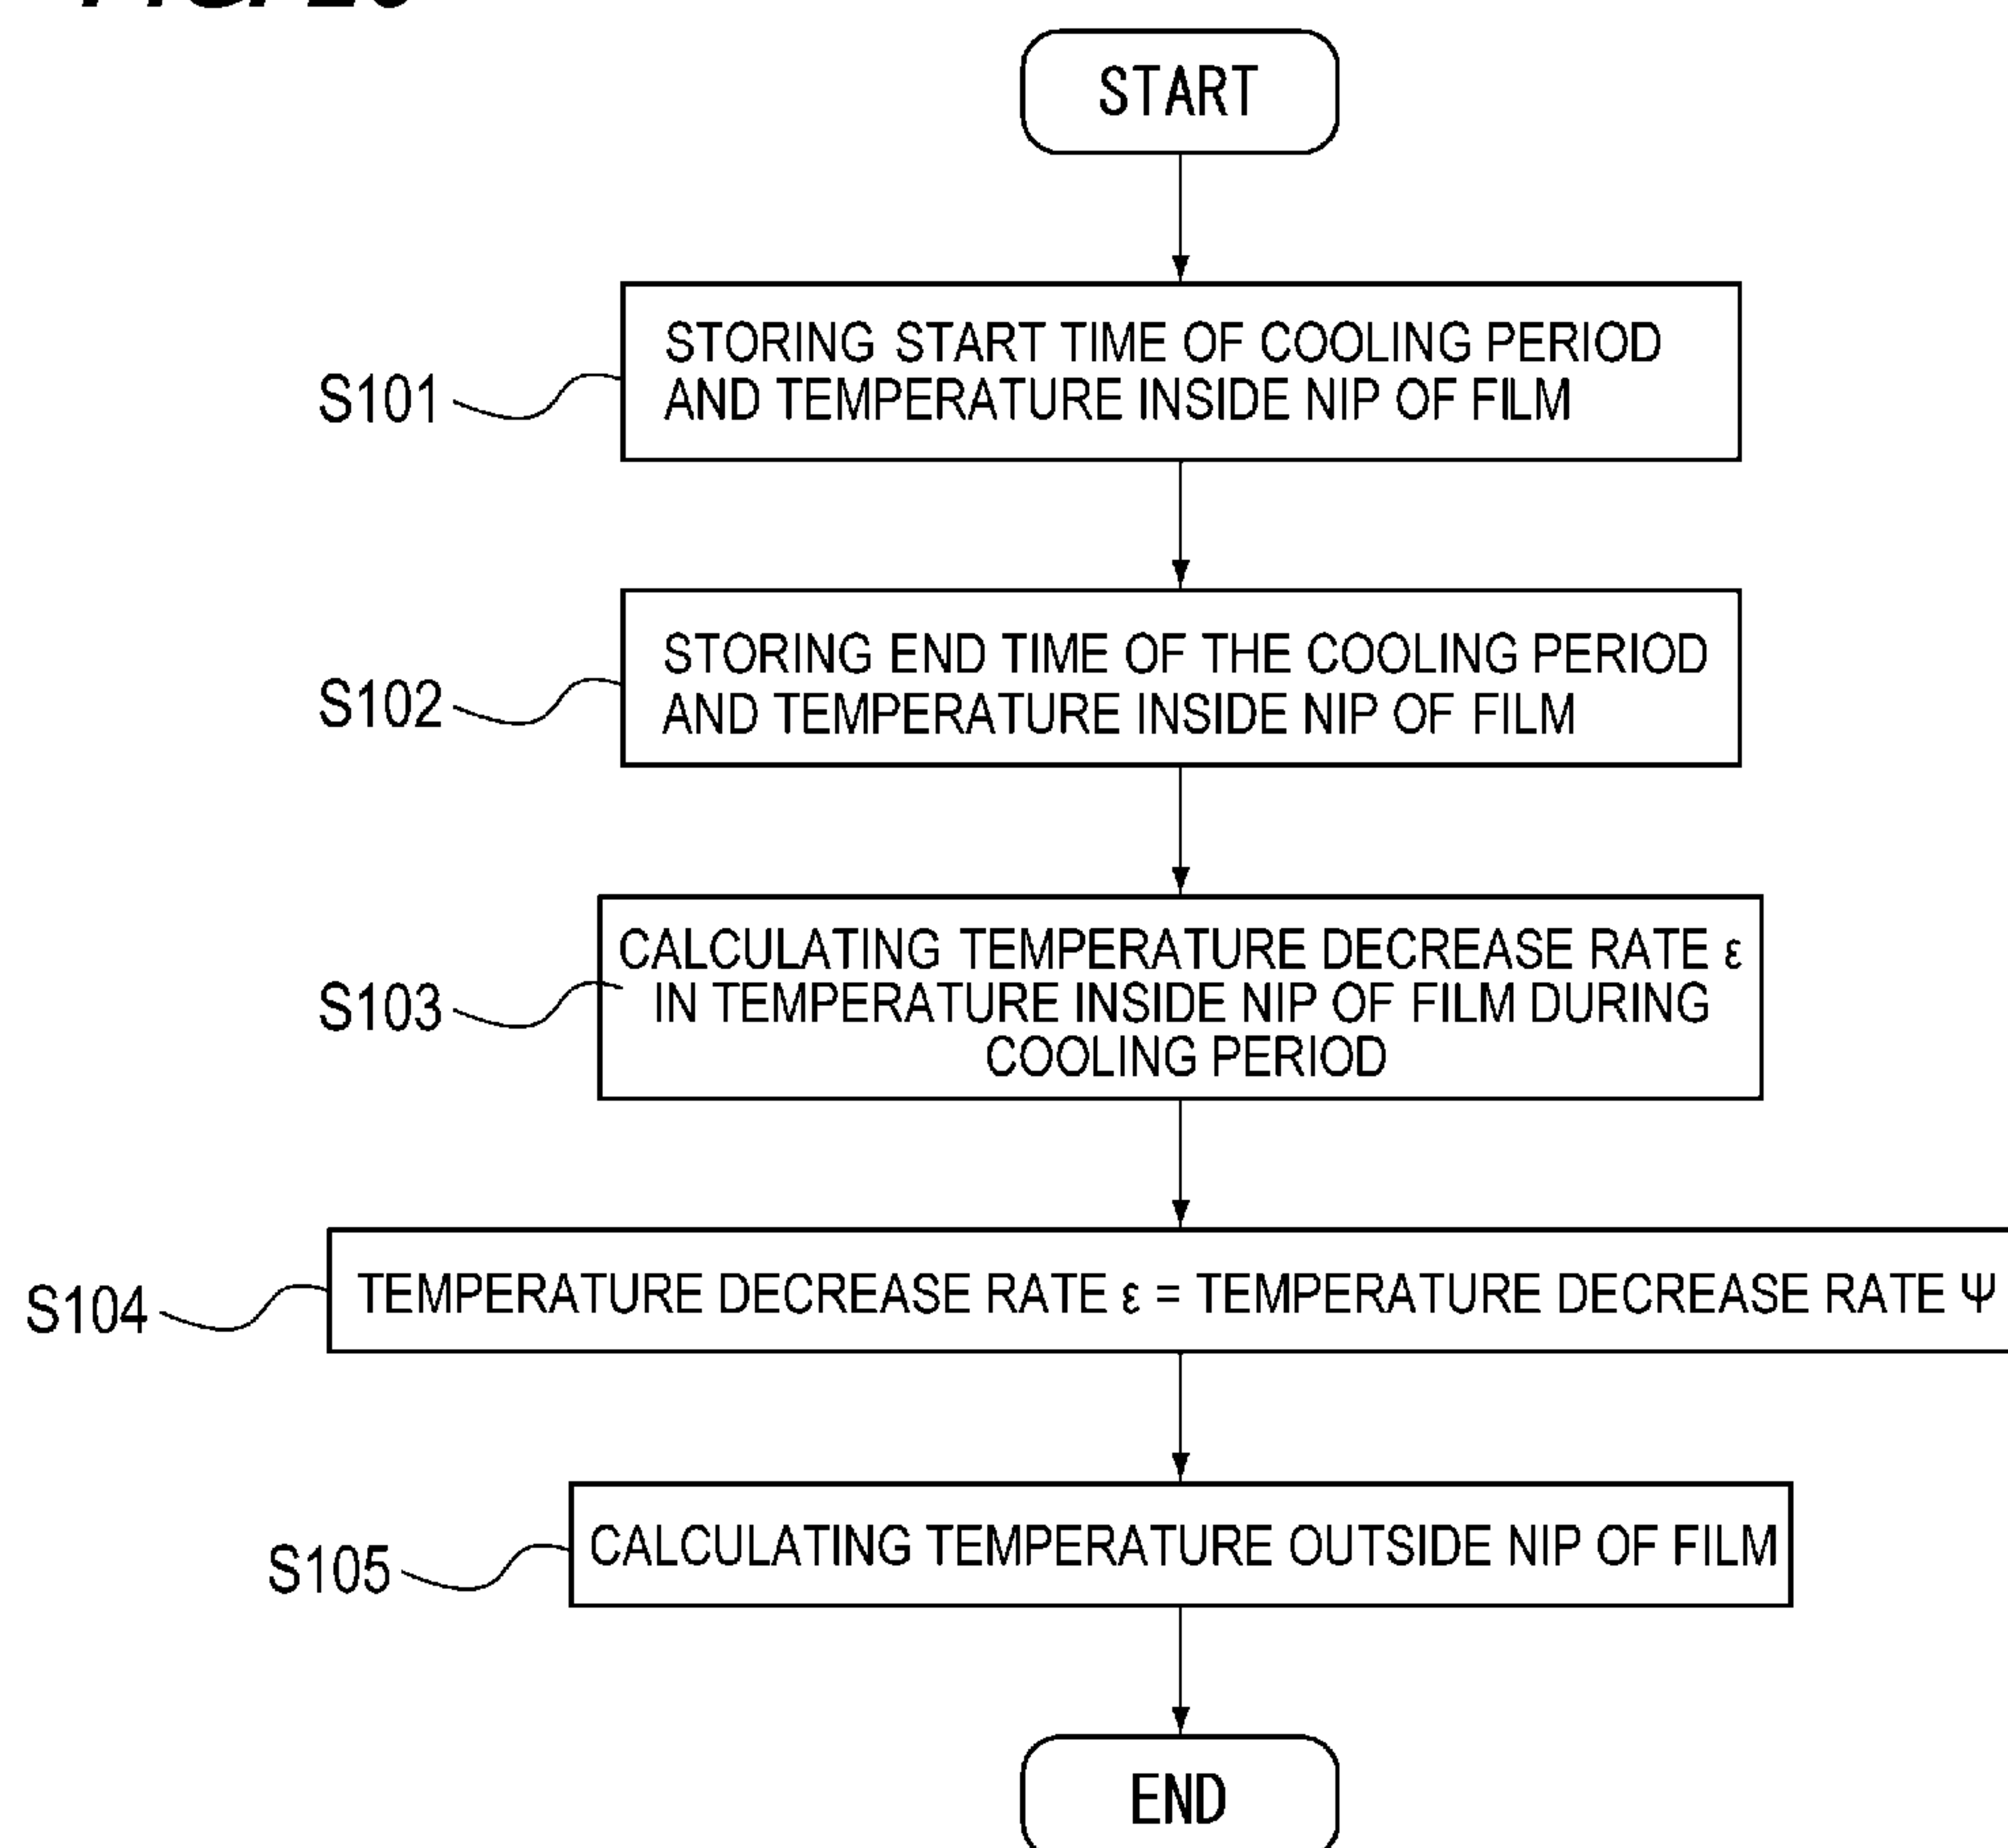 START
S101
STORING START TIME OF COOLING PERIOD
AND TEMPERATURE INSIDE NIP OF FILM
S102
STORING END TIME OF THE COOLING PERIOD
AND TEMPERATURE INSIDE NIP OF FILM
S103
CALCULATING TEMPERATURE DECREASE RATE ε
IN TEMPERATURE INSIDE NIP OF FILM DURING
COOLING PERIOD
S104
TEMPERATURE DECREASE RATE ε = TEMPERATURE DECREASE RATE Ψ
S105
CALCULATING TEMPERATURE OUTSIDE NIP OF FILM
END